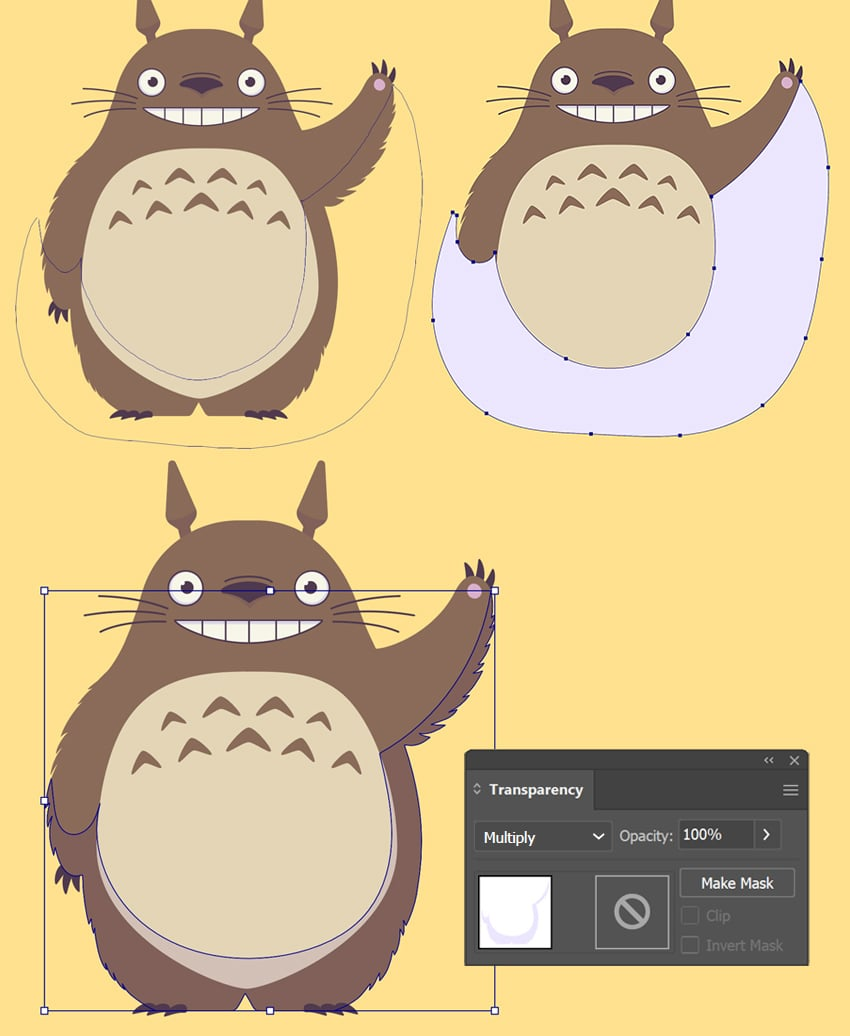 Transparency
Multiply
Opacity: 100%
Make Mask
Clip
Invert Mask